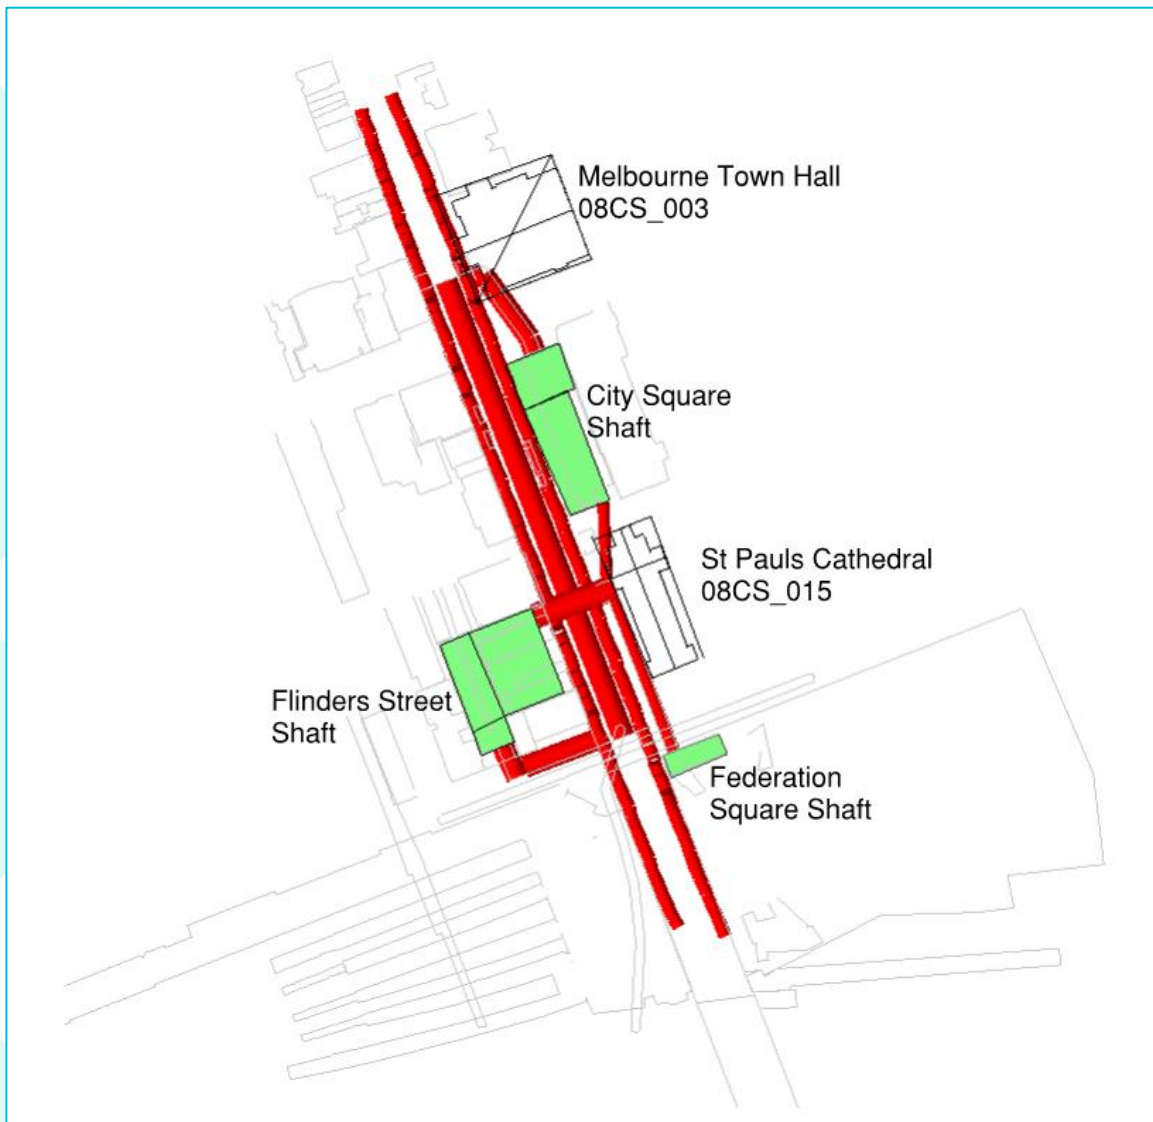 Melbourne Town Hall
08CS_003
City Square
Shaft
St Pauls Cathedral
08CS_015
Flinders Street
Shaft
Federation
Square Shaft